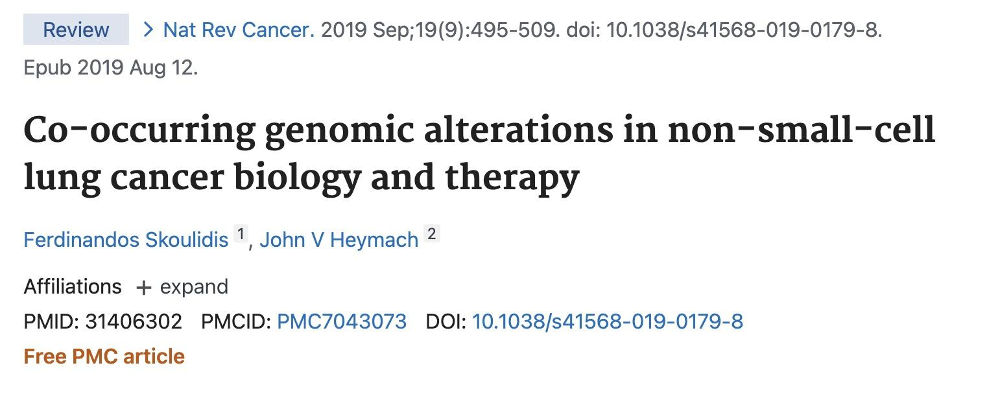 Review > Nat Rev Cancer. 2019 Sep;19(9):495-509. doi: 10.1038/s41568-019-0179-8.
Epub 2019 Aug 12.
Co-occurring genomic alterations in non-small-cell
lung cancer biology and therapy
Ferdinandos Skoulidis 1, John V Heymach 2
Affiliations + expand
PMID: 31406302 PMCID: PMC7043073 DOI: 10.1038/s41568-019-0179-8
Free PMC article